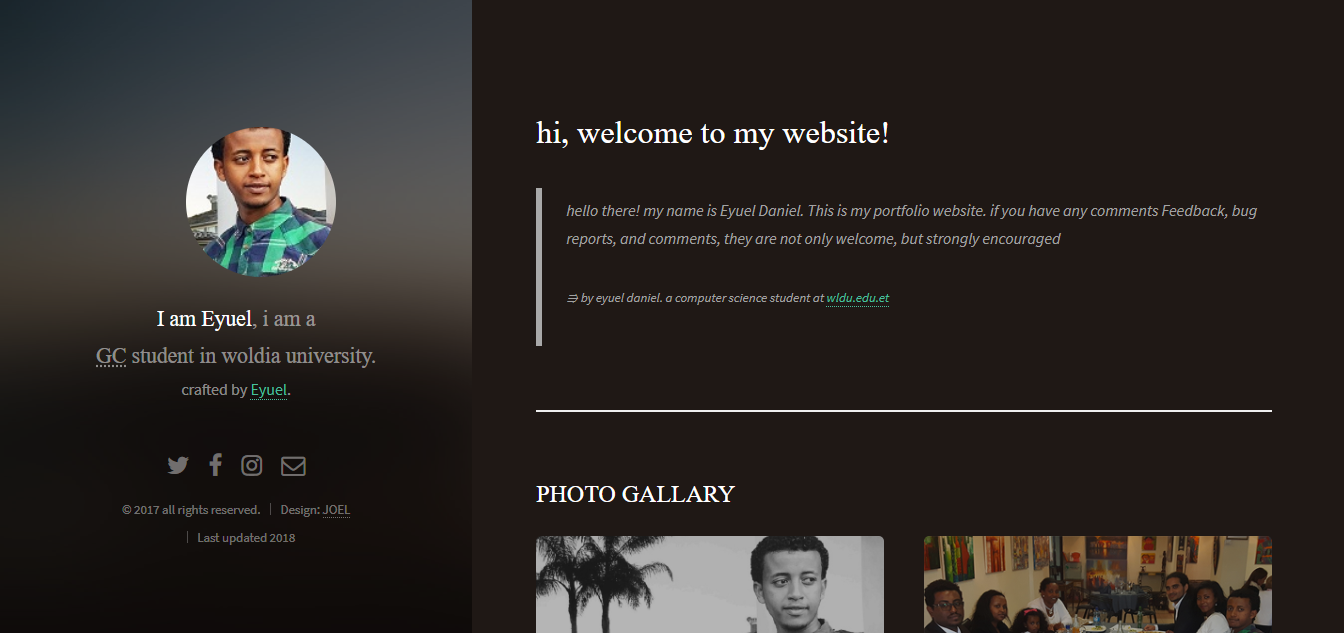 I am Eyuel, i am a
GC student in woldia university.
crafted by Eyuel.
© 2017 all rights reserved. | Design: JOEL
| Last updated 2018
hi, welcome to my website!
hello there! my name is Eyuel Daniel. This is my portfolio website. if you have any comments Feedback, bug
reports, and comments, they are not only welcome, but strongly encouraged
⋽ by eyuel daniel. a computer science student at wldu.edu.et
PHOTO GALLARY